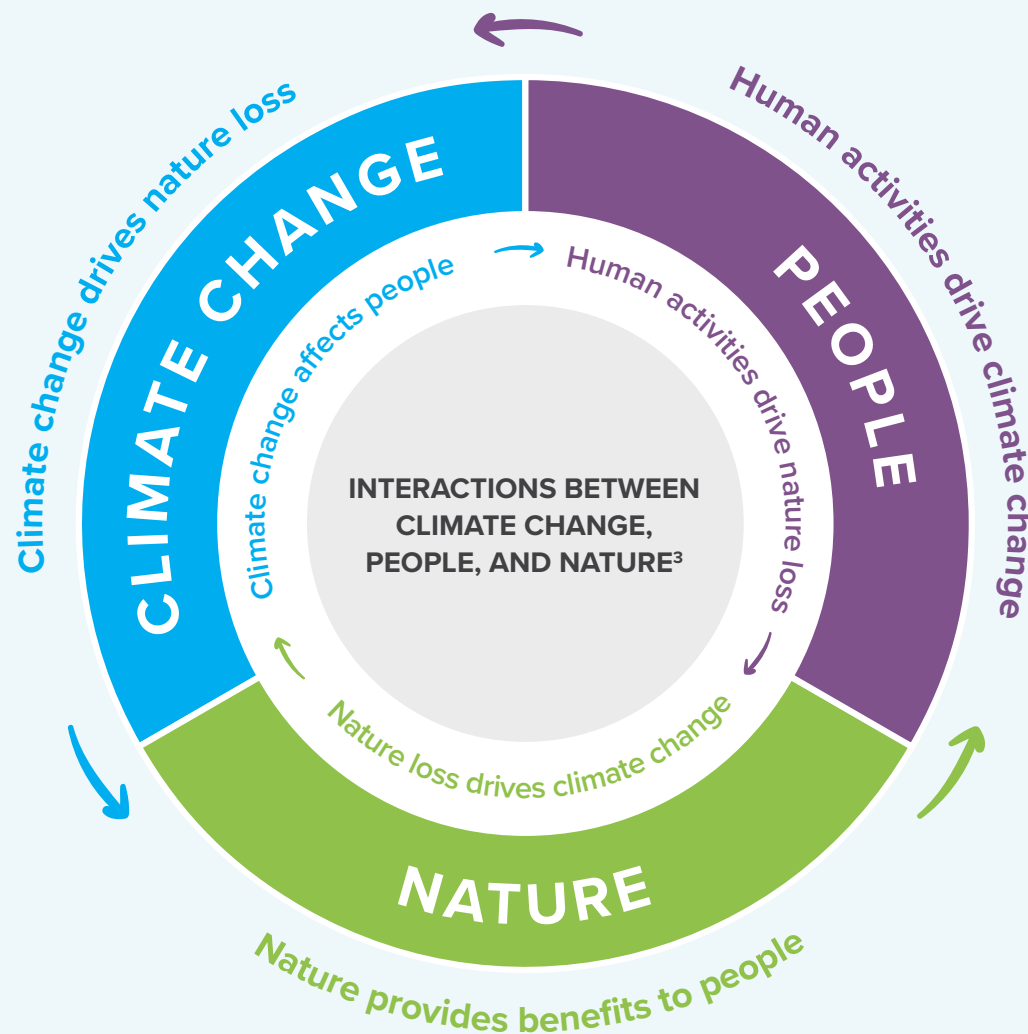 Climate change drives nature loss
Human activities drive climate change
CLIMATE CHANGE
PEOPLE
Climate change affects people
Human activities drive nature loss
INTERACTIONS BETWEEN
CLIMATE CHANGE,
PEOPLE, AND NATURE³
Nature loss drives climate change
NATURE
Nature provides benefits to people